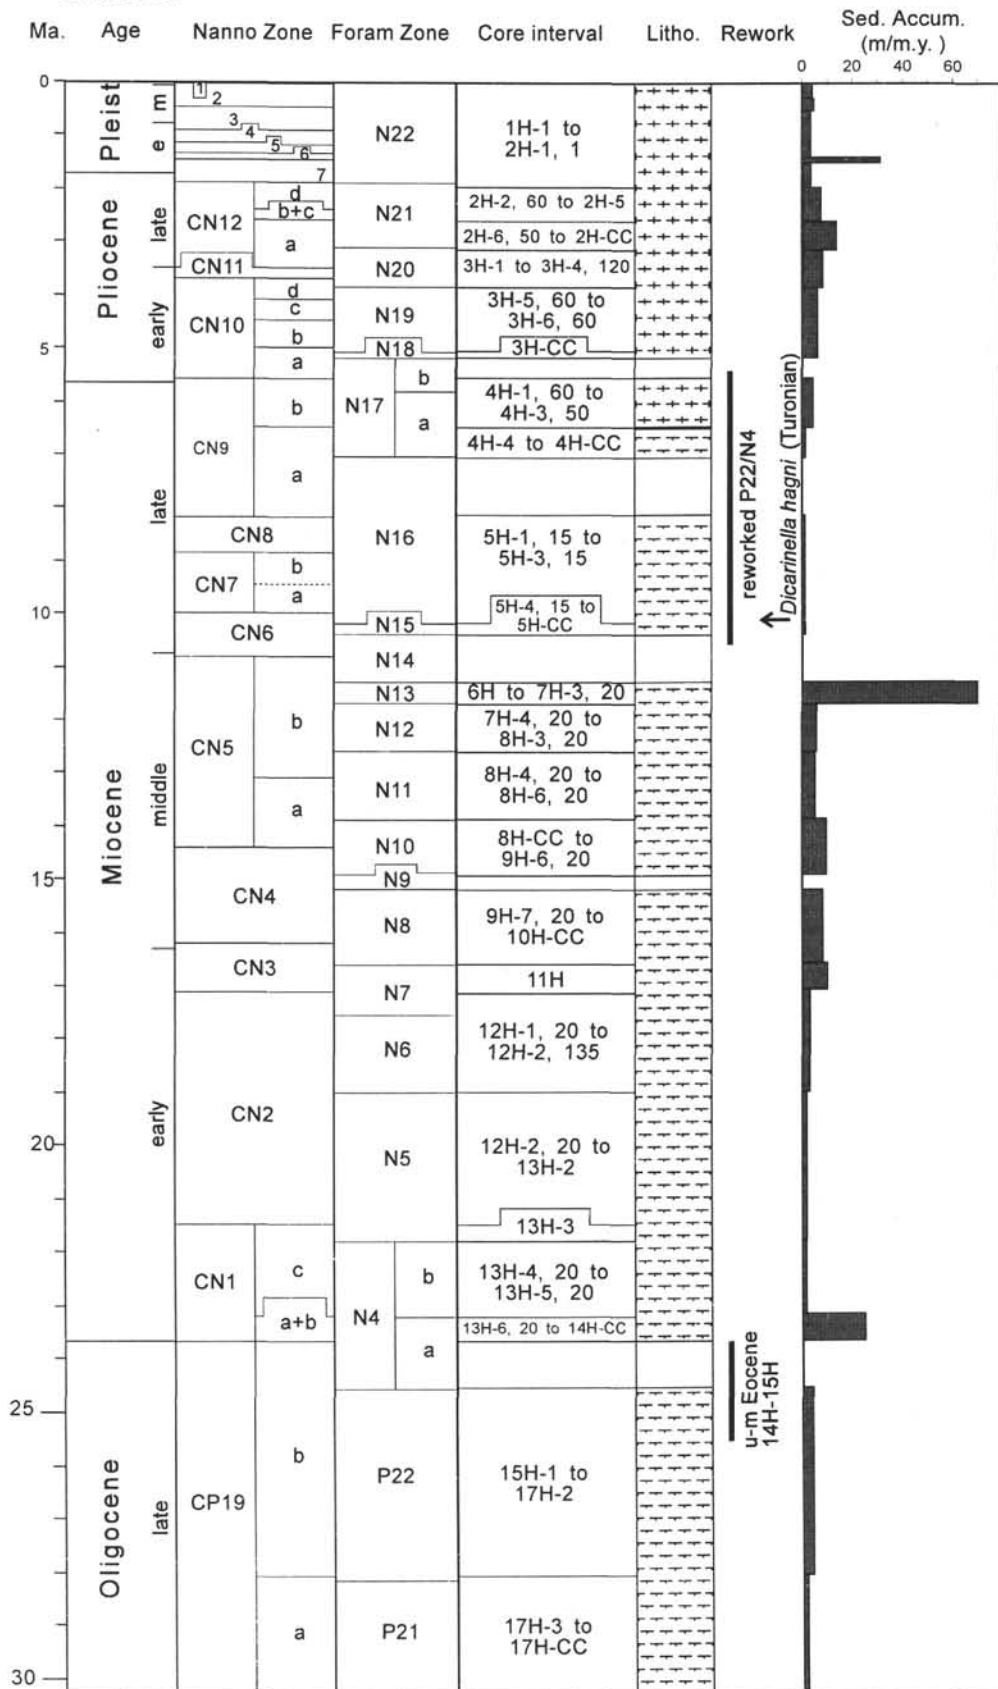 Ma. Age Nanno Zone Foram Zone Core interval Litho. Rework Sed. Accum.
(m/m.y.)
0 20 40 60
0
5
10
15
20
25
30
Pleist
m
e
Pliocene
late
early
Miocene
late
middle
early
Oligocene
late
1
2
3
4
5
6
7
CN12
d
b+c
a
CN11
CN10
d
c
b
a
CN9
b
a
CN8
CN7
b
a
CN6
CN5
b
a
CN4
CN3
CN2
CN1
c
a+b
CP19
b
a
N22
N21
N20
N19
N18
N17
b
a
N16
N15
N14
N13
N12
N11
N10
N9
N8
N7
N6
N5
N4
b
a
P22
P21
1H-1 to
2H-1, 1
2H-2, 60 to 2H-5
2H-6, 50 to 2H-CC
3H-1 to 3H-4, 120
3H-5, 60 to
3H-6, 60
3H-CC
4H-1, 60 to
4H-3, 50
4H-4 to 4H-CC
5H-1, 15 to
5H-3, 15
5H-4, 15 to
5H-CC
6H to 7H-3, 20
7H-4, 20 to
8H-3, 20
8H-4, 20 to
8H-6, 20
8H-CC to
9H-6, 20
9H-7, 20 to
10H-CC
11H
12H-1, 20 to
12H-2, 135
12H-2, 20 to
13H-2
13H-3
13H-4, 20 to
13H-5, 20
13H-6, 20 to 14H-CC
15H-1 to
17H-2
17H-3 to
17H-CC
reworked P22/N4
Dicarinella hagni (Turonian)
u-m Eocene
14H-15H